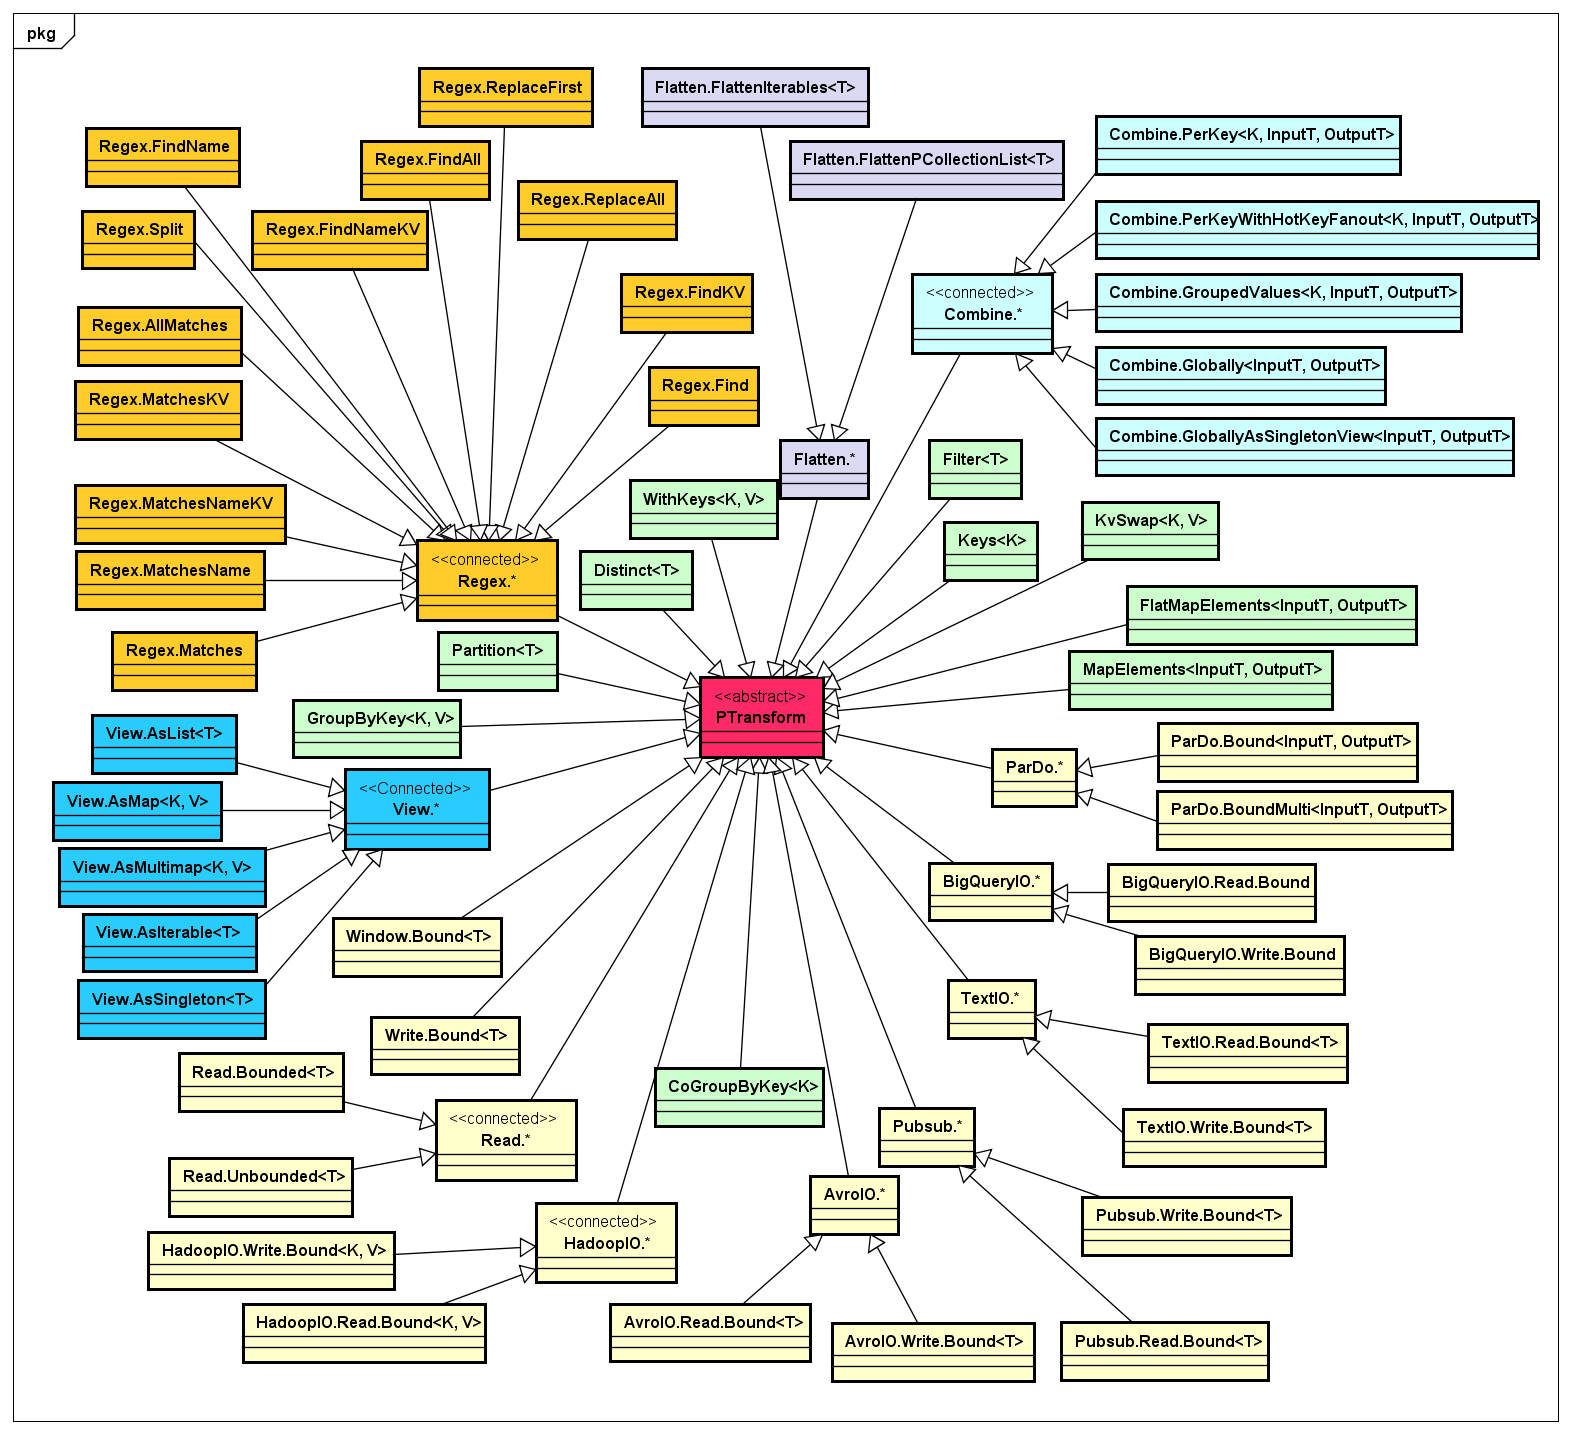 pkg
Regex.ReplaceFirst
Flatten.FlattenIterables<T>
Regex.FindName
Regex.FindAll
Flatten.FlattenPCollectionList<T>
Combine.PerKey<K, InputT, OutputT>
Regex.ReplaceAll
Regex.Split
Regex.FindNameKV
Combine.PerKeyWithHotKeyFanout<K, InputT, OutputT>
Regex.FindKV
<<connected>>
Combine.*
Combine.GroupedValues<K, InputT, OutputT>
Regex.AllMatches
Combine.Globally<InputT, OutputT>
Regex.MatchesKV
Regex.Find
Combine.GloballyAsSingletonView<InputT, OutputT>
Flatten.*
Filter<T>
Regex.MatchesNameKV
WithKeys<K, V>
KvSwap<K, V>
Keys<K>
<<connected>>
Regex.*
Regex.MatchesName
Distinct<T>
FlatMapElements<InputT, OutputT>
Regex.Matches
Partition<T>
MapElements<InputT, OutputT>
<<abstract>>
PTransform
GroupByKey<K, V>
View.AsList<T>
ParDo.Bound<InputT, OutputT>
ParDo.*
<<Connected>>
View.*
View.AsMap<K, V>
ParDo.BoundMulti<InputT, OutputT>
View.AsMultimap<K, V>
BigQueryIO.*
BigQueryIO.Read.Bound
View.AsIterable<T>
Window.Bound<T>
BigQueryIO.Write.Bound
View.AsSingleton<T>
TextIO.*
Write.Bound<T>
TextIO.Read.Bound<T>
Read.Bounded<T>
CoGroupByKey<K>
<<connected>>
Read.*
Pubsub.*
TextIO.Write.Bound<T>
Read.Unbounded<T>
AvroIO.*
Pubsub.Write.Bound<T>
<<connected>>
HadoopIO.*
HadoopIO.Write.Bound<K, V>
HadoopIO.Read.Bound<K, V>
AvroIO.Read.Bound<T>
AvroIO.Write.Bound<T>
Pubsub.Read.Bound<T>